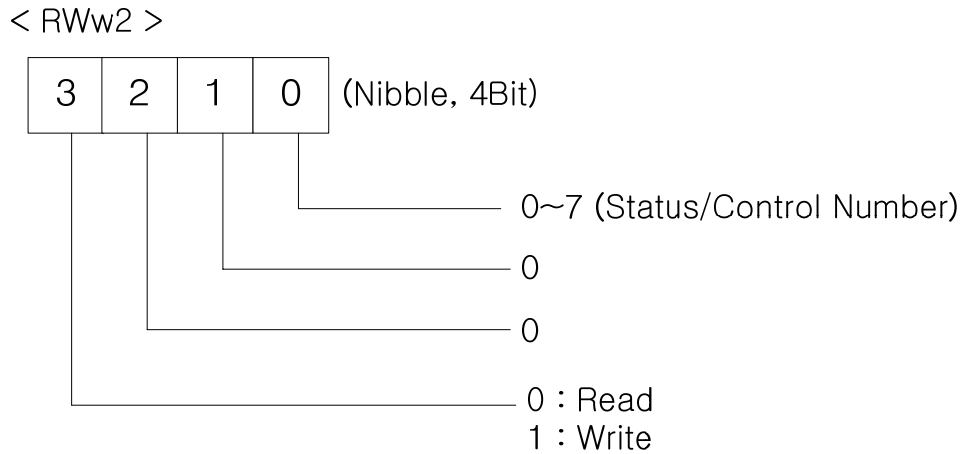 < RWw2 >
3 2 1 0 (Nibble, 4Bit)
0~7 (Status/Control Number)
0
0
0 : Read
1 : Write